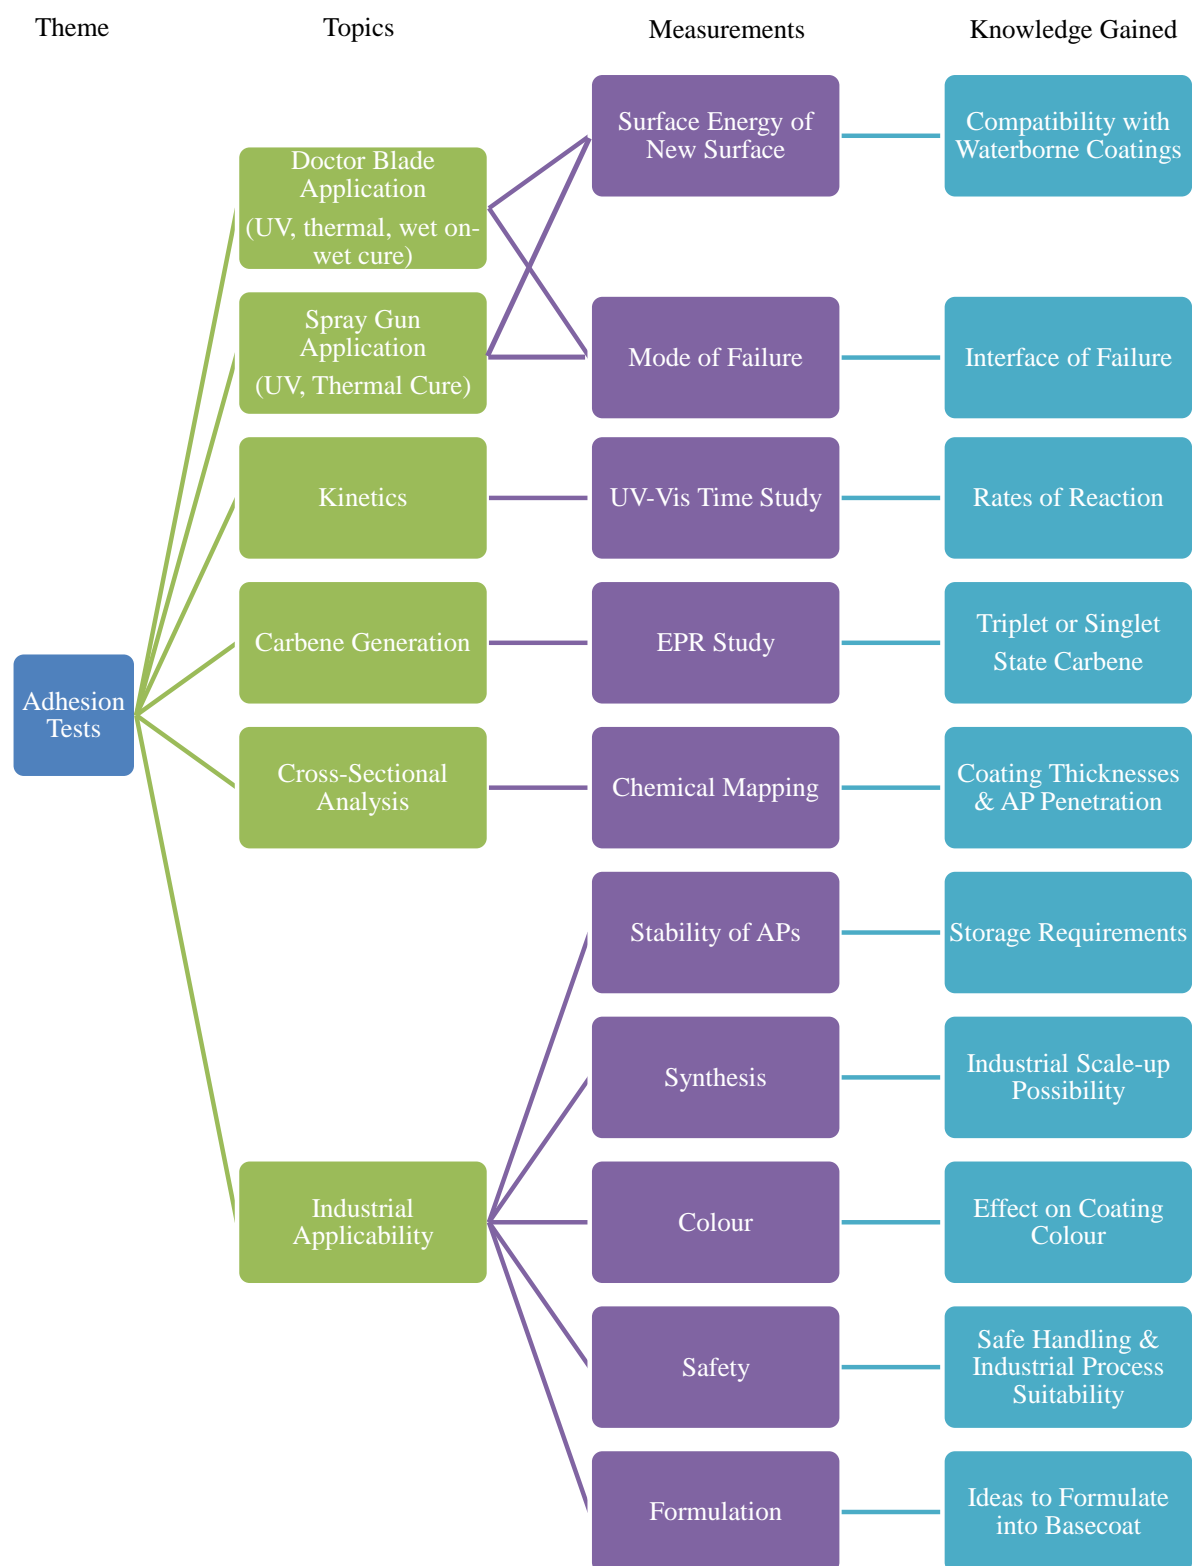 Theme
Topics
Measurements
Knowledge Gained
Adhesion
Tests
Doctor Blade
Application
(UV, thermal, wet on-
wet cure)
Spray Gun
Application
(UV, Thermal Cure)
Kinetics
Carbene Generation
Cross-Sectional
Analysis
Industrial
Applicability
Surface Energy of
New Surface
Mode of Failure
UV-Vis Time Study
EPR Study
Chemical Mapping
Stability of APs
Synthesis
Colour
Safety
Formulation
Compatibility with
Waterborne Coatings
Interface of Failure
Rates of Reaction
Triplet or Singlet
State Carbene
Coating Thicknesses
& AP Penetration
Storage Requirements
Industrial Scale-up
Possibility
Effect on Coating
Colour
Safe Handling &
Industrial Process
Suitability
Ideas to Formulate
into Basecoat